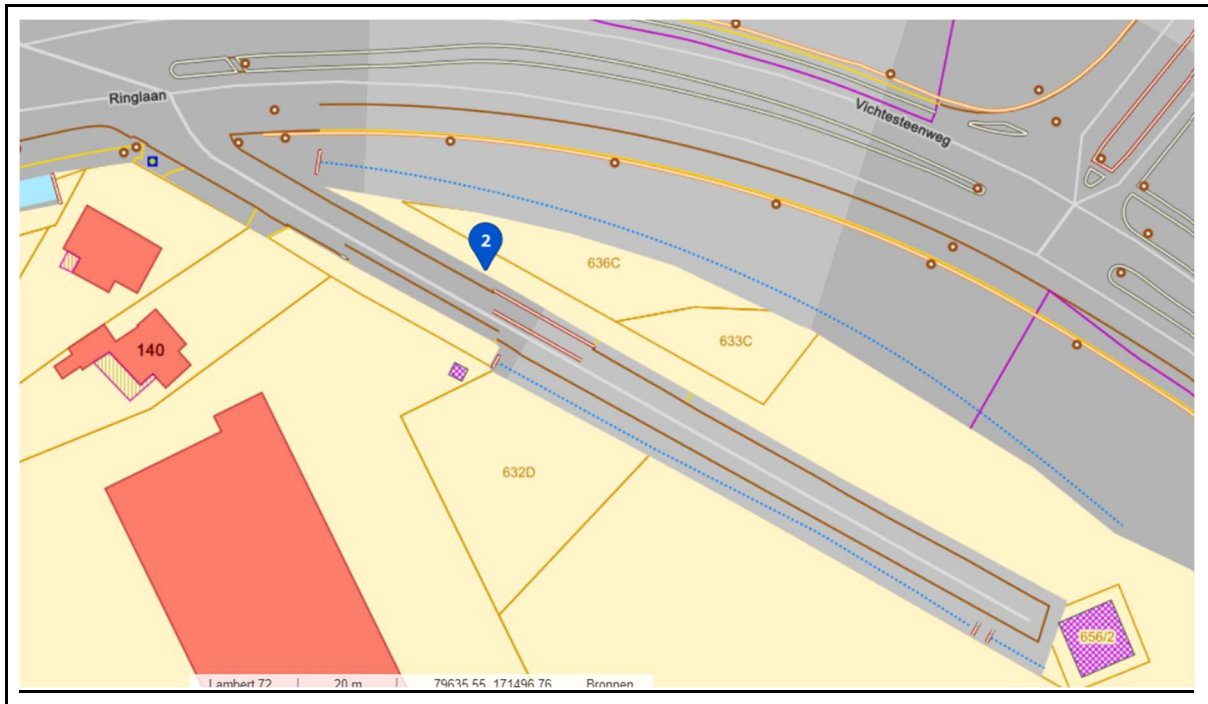 Ringlaan
Vichtesteenweg
2
636C
633C
140
632D
656/2
Lambert 72 | 20 m 79635.55 171496.76 Bronnen